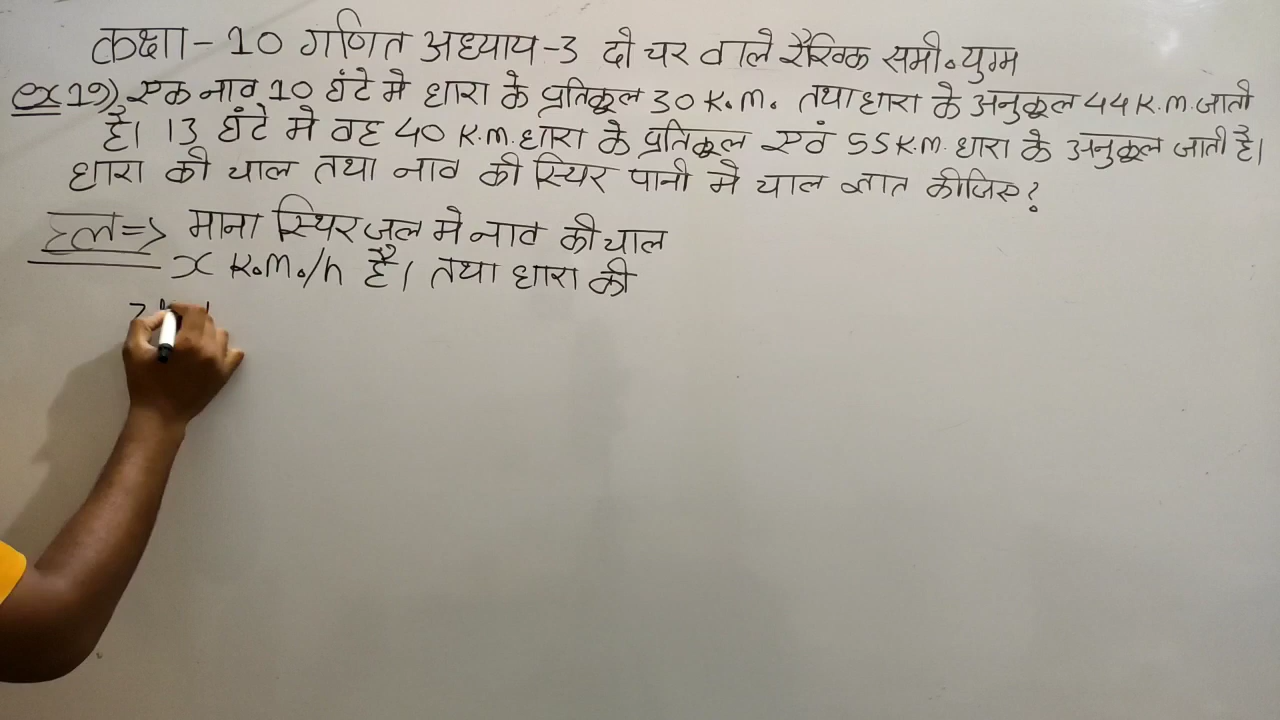 कक्षा - 10 गणित अध्याय - 3 दो चर वाले रैखिक समी॰ युग्म
Ex 19) एक नाव 10 घंटे मे धारा के प्रतिकूल 30 K.m. तथा धारा के अनुकूल 44 K.m. जाती
है। 13 घंटे मे वह 40 K.m. धारा के प्रतिकूल एवं 55 K.m. धारा के अनुकूल जाती है।
धारा की चाल तथा नाव की स्थिर पानी मे चाल ज्ञात कीजिए?
हल => माना स्थिर जल मे नाव की चाल
x K.m./h है। तथा धारा की